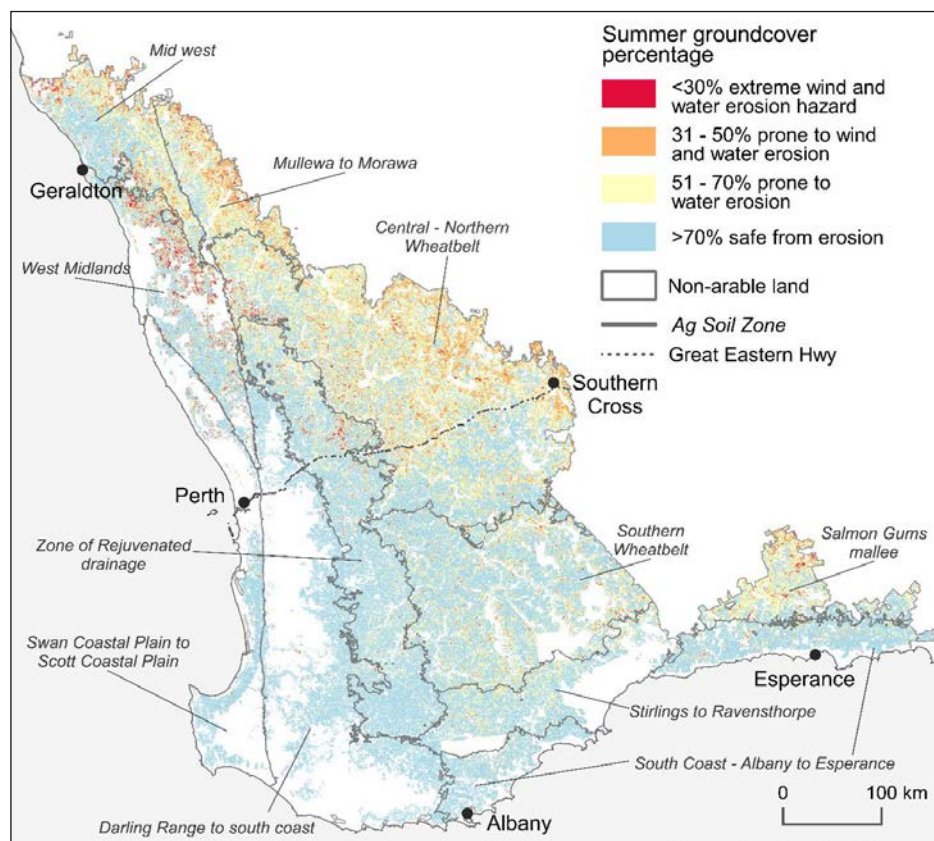 Summer groundcover
percentage
<30% extreme wind and
water erosion hazard
31 - 50% prone to wind
and water erosion
51 - 70% prone to
water erosion
>70% safe from erosion
Non-arable land
Ag Soil Zone
Great Eastern Hwy
Mid west
Geraldton
Mullewa to Morawa
Central - Northern
Wheatbelt
West Midlands
Southern
Cross
Perth
Zone of Rejuvenated
drainage
Southern
Wheatbelt
Salmon Gums
mallee
Swan Coastal Plain to
Scott Coastal Plain
Esperance
Stirlings to Ravensthorpe
South Coast - Albany to Esperance
Darling Range to south coast
Albany
0 100 km